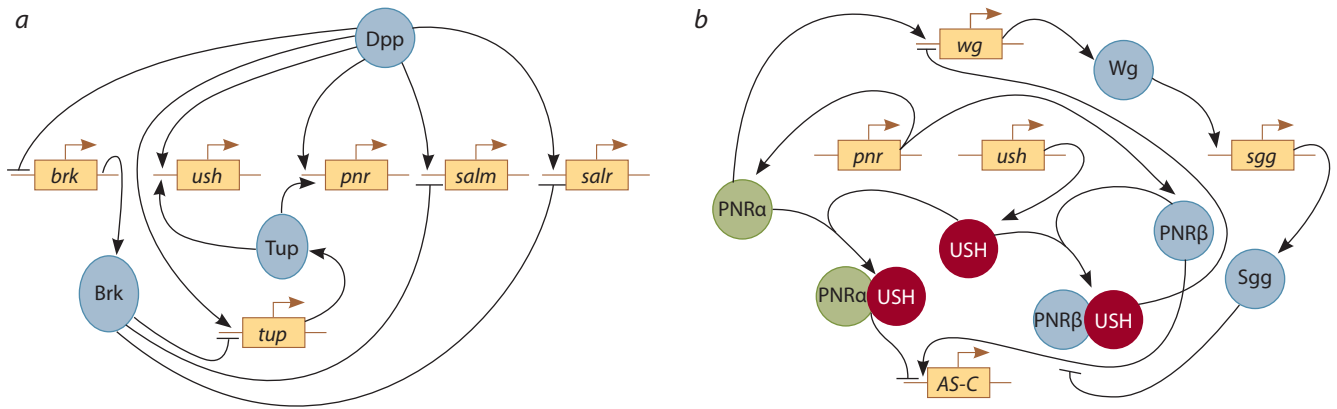 a
Dpp
brk
ush
pnr
salm
salr
Tup
Brk
tup
b
wg
Wg
pnr
ush
sgg
PNRα
USH
PNRβ
Sgg
PNRα
USH
PNRβ
USH
AS-C